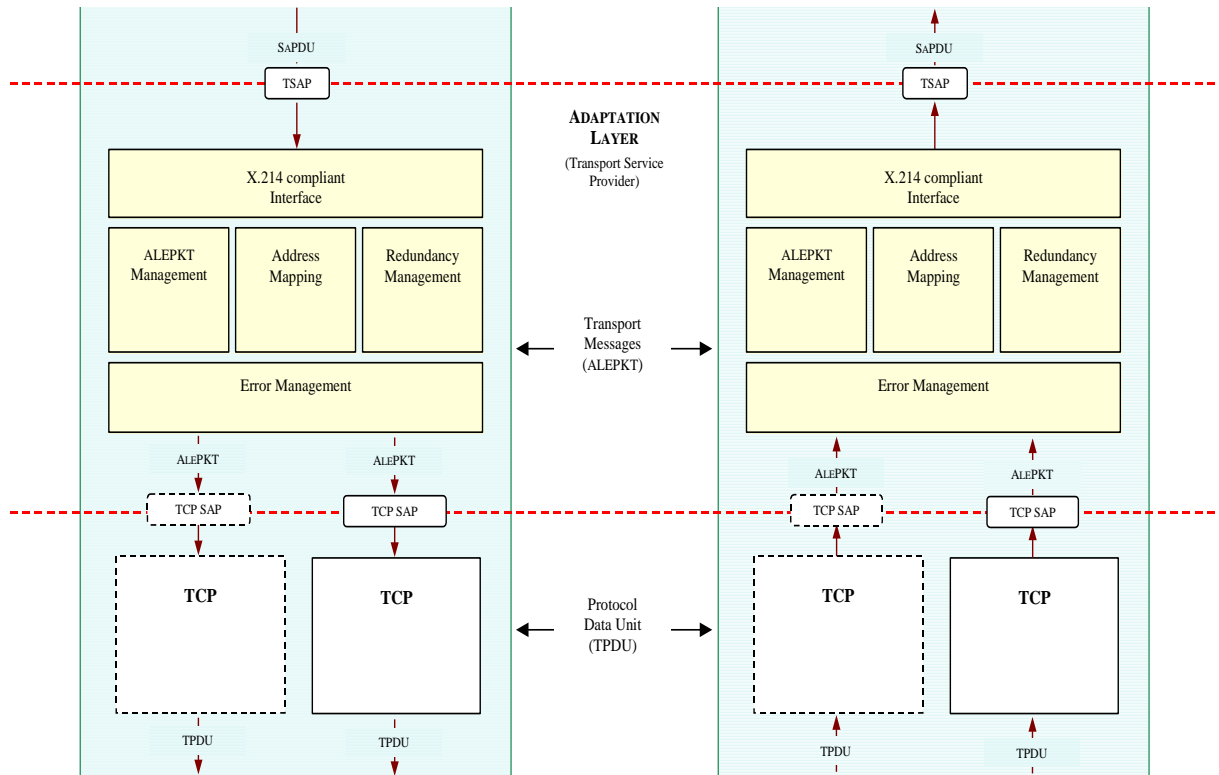 SAPDU
SAPDU
TSAP
TSAP
ADAPTATION
LAYER
(Transport Service
Provider)
X.214 compliant
Interface
X.214 compliant
Interface
ALEPKT
Management
Address
Mapping
Redundancy
Management
ALEPKT
Management
Address
Mapping
Redundancy
Management
Transport
Messages
(ALEPKT)
Error Management
Error Management
ALEPKT
ALEPKT
ALEPKT
ALEPKT
TCP SAP
TCP SAP
TCP SAP
TCP SAP
TCP
TCP
Protocol
Data Unit
(TPDU)
TCP
TCP
TPDU
TPDU
TPDU
TPDU